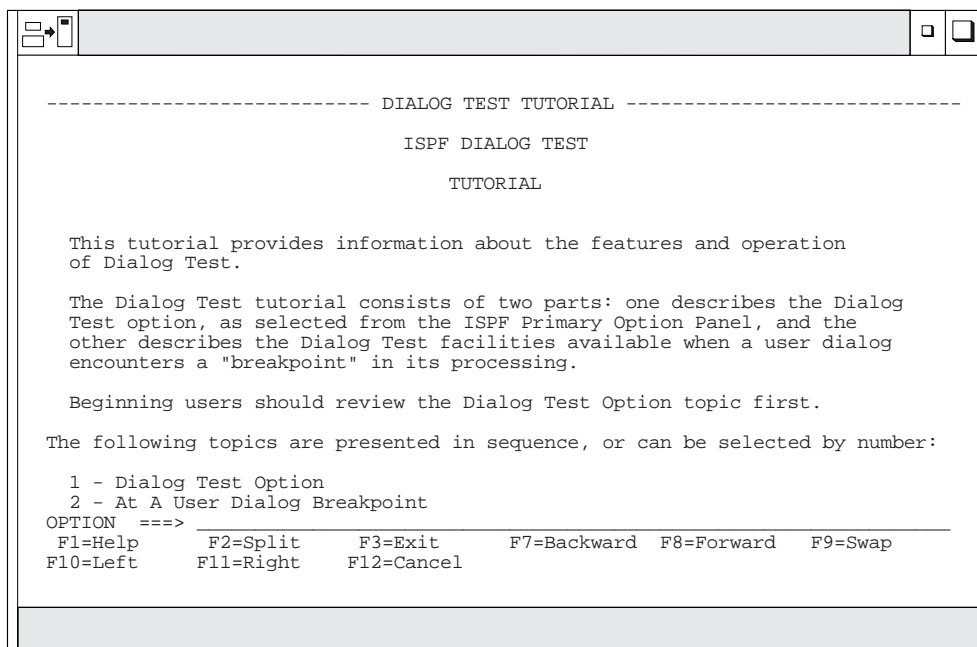 ---------------------------- DIALOG TEST TUTORIAL -----------------------------
ISPF DIALOG TEST
TUTORIAL
This tutorial provides information about the features and operation
of Dialog Test.
The Dialog Test tutorial consists of two parts: one describes the Dialog
Test option, as selected from the ISPF Primary Option Panel, and the
other describes the Dialog Test facilities available when a user dialog
encounters a "breakpoint" in its processing.
Beginning users should review the Dialog Test Option topic first.
The following topics are presented in sequence, or can be selected by number:
1 - Dialog Test Option
2 - At A User Dialog Breakpoint
OPTION ===> _________________________________________________________________
F1=Help F2=Split F3=Exit F7=Backward F8=Forward F9=Swap
F10=Left F11=Right F12=Cancel